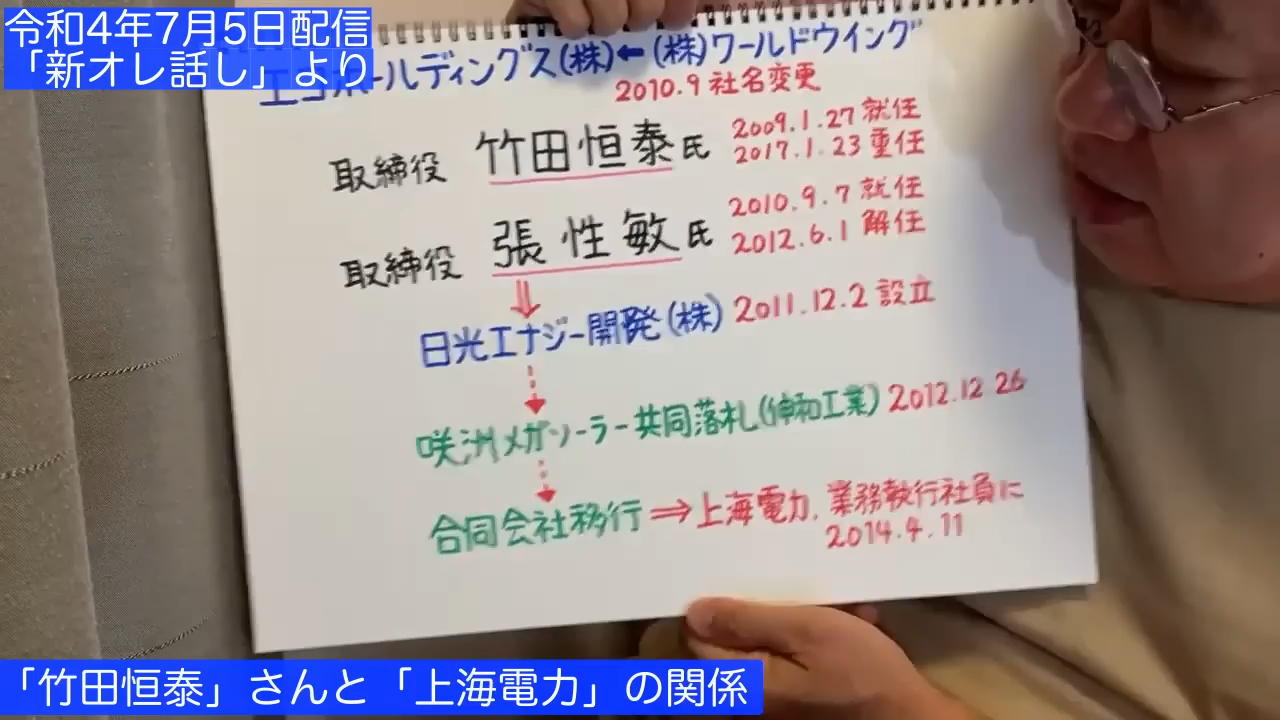 令和4年7月5日配信
「新オレ話し」より
エコホールディングス(株)←(株)ワールドウイング
2010.9 社名変更
取締役 竹田恒泰氏 2009.1.27 就任
2017.1.23 重任
取締役 張性敏氏 2010.9.7 就任
2012.6.1 解任
⇓
日光エナジー開発(株) 2011.12.2 設立
咲洲メガソーラー共同落札(伸和工業) 2012.12 26
合同会社移行⇒上海電力、業務執行社員に
2014.4.11
「竹田恒泰」さんと「上海電力」の関係